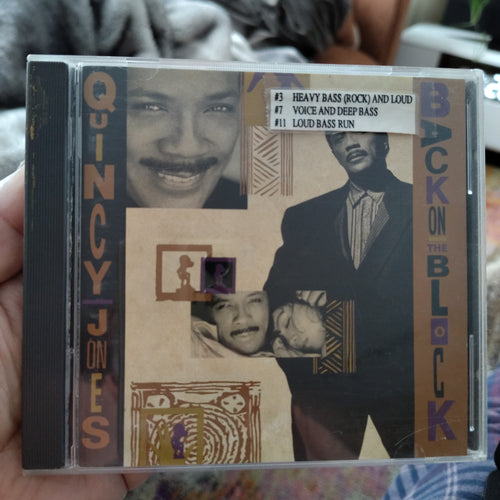 QUINCY JONES
#3 HEAVY BASS (ROCK) AND LOUD
#7 VOICE AND DEEP BASS
#11 LOUD BASS RUN
BACK ON THE BLOCK